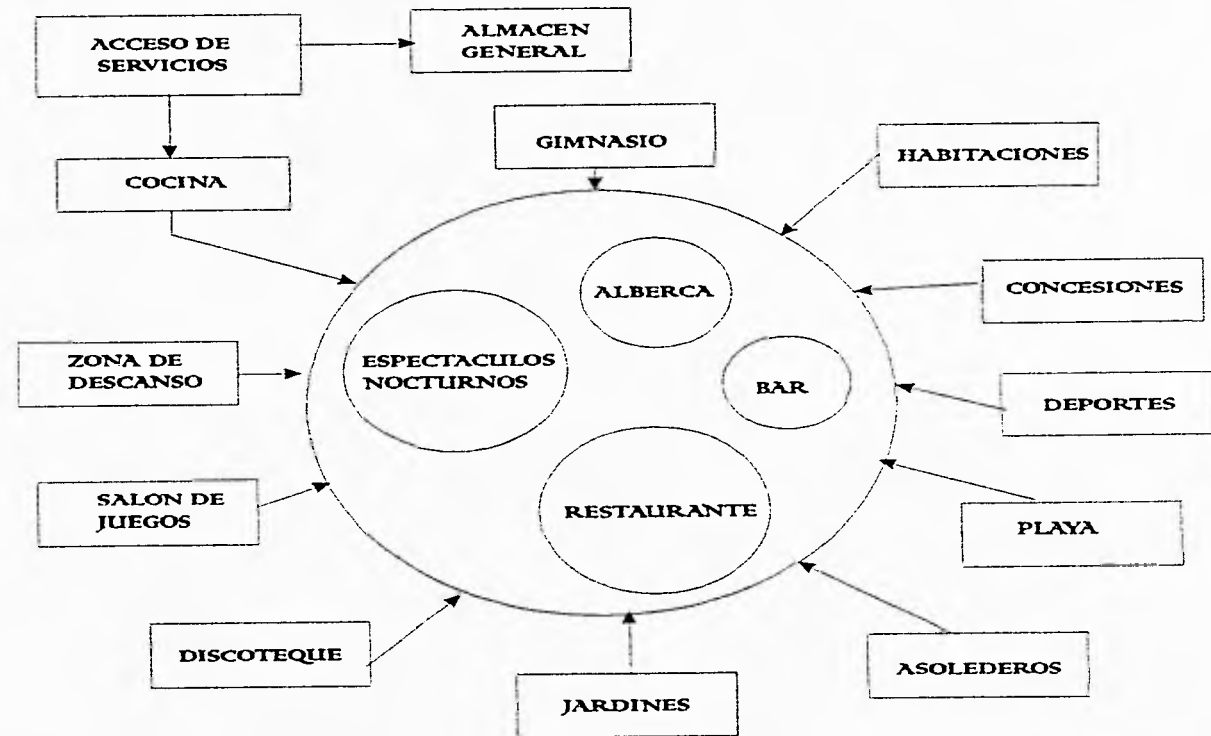 ACCESO DE
SERVICIOS
ALMACEN
GENERAL
GIMNASIO
HABITACIONES
COCINA
ALBERCA
CONCESIONES
ZONA DE
DESCANSO
ESPECTACULOS
NOCTURNOS
BAR
DEPORTES
SALON DE
JUEGOS
RESTAURANTE
PLAYA
DISCOTEQUE
ASOLEDEROS
JARDINES